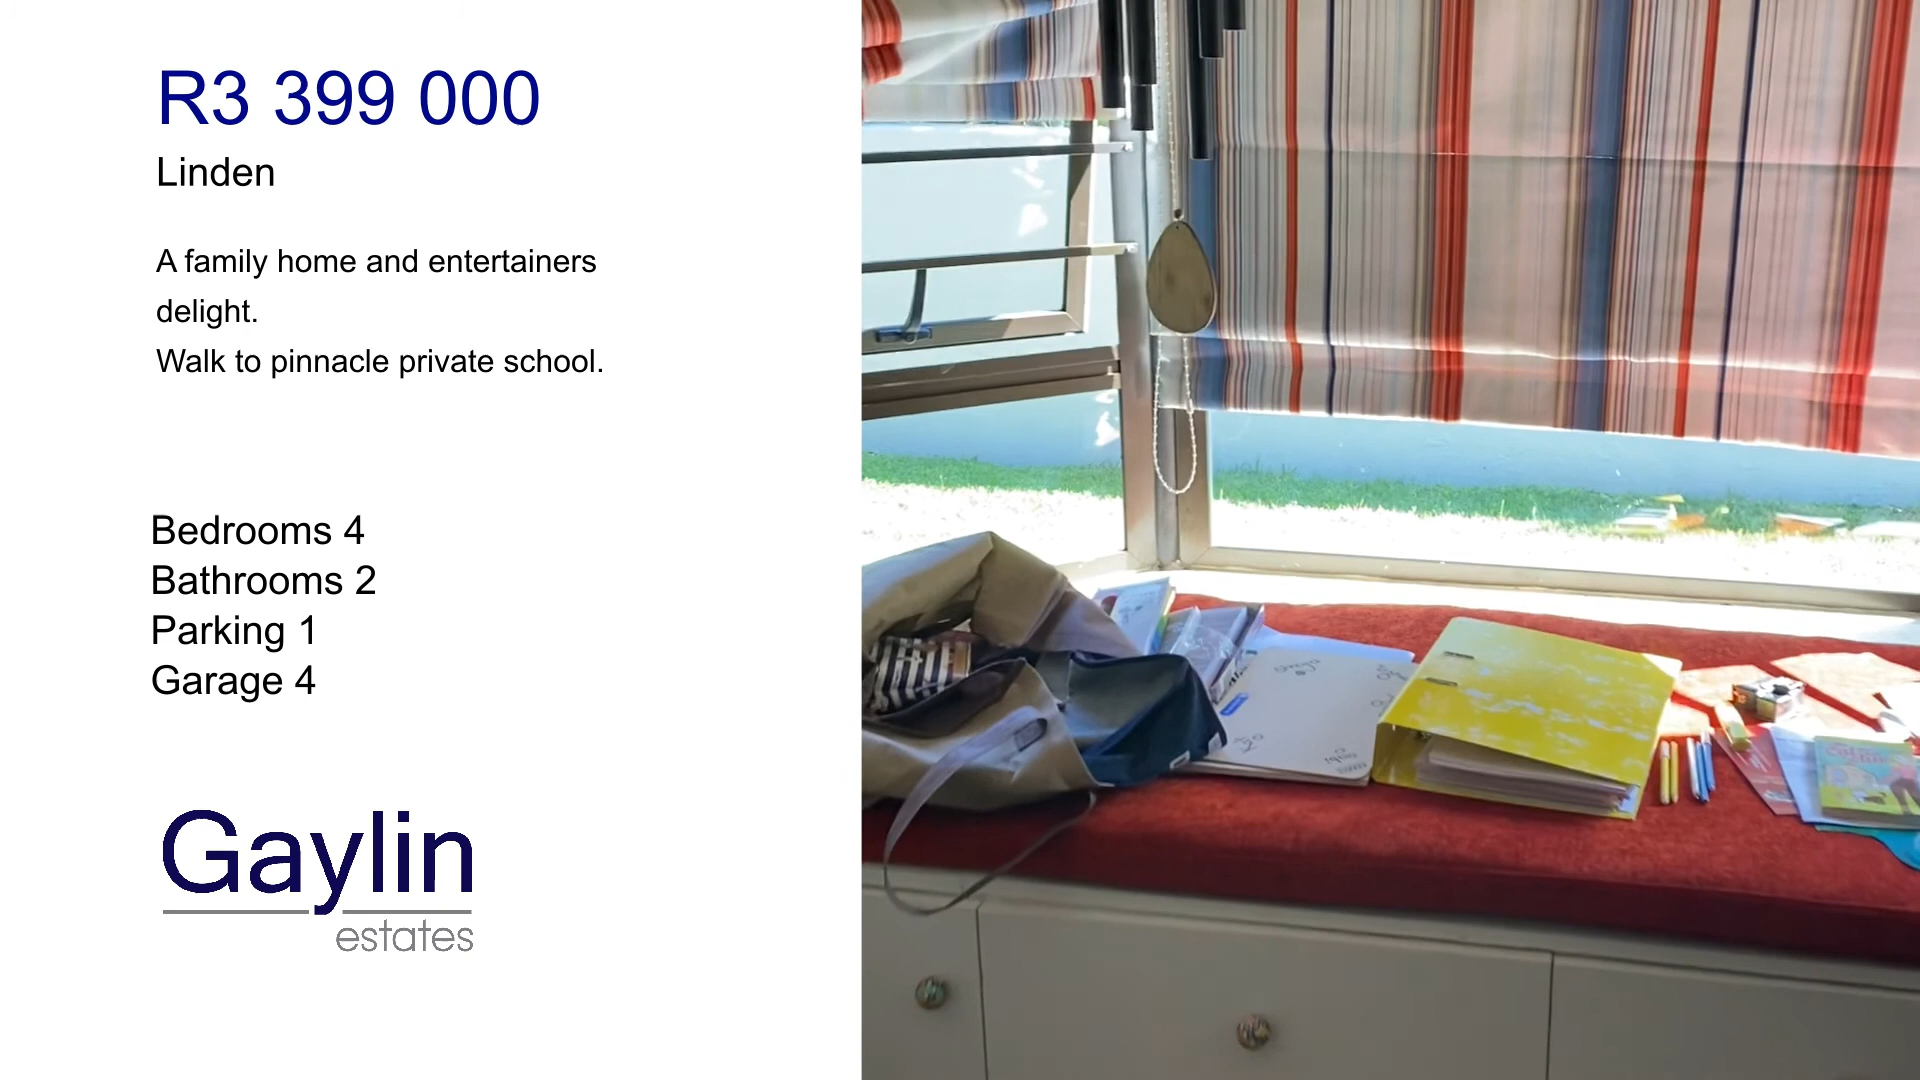 R3 399 000
Linden
A family home and entertainers
delight.
Walk to pinnacle private school.
Bedrooms 4
Bathrooms 2
Parking 1
Garage 4
Gaylin
estates